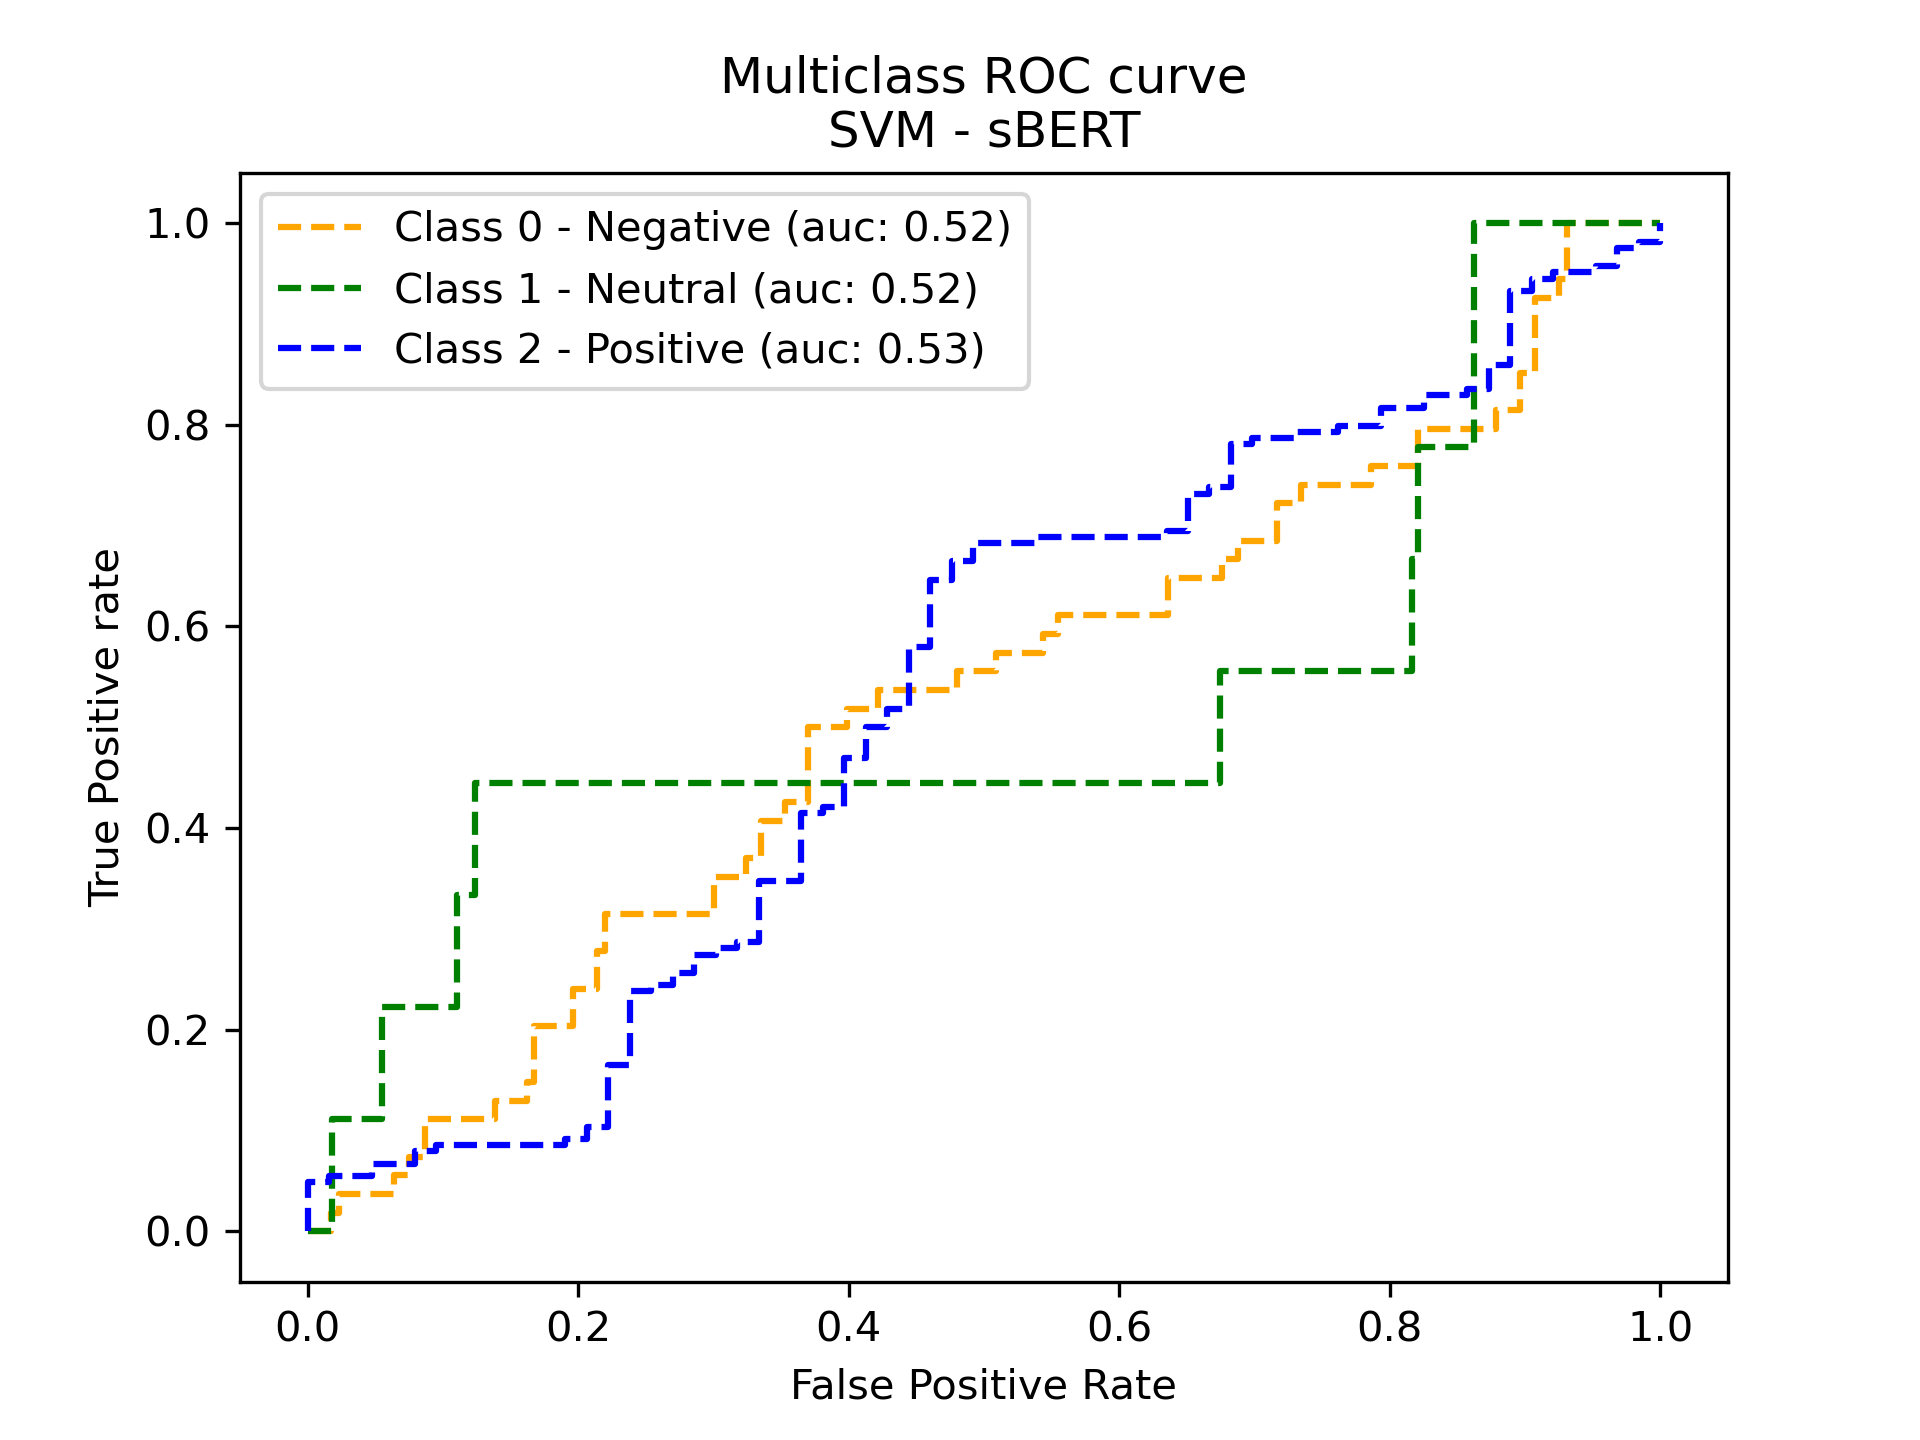 Multiclass ROC curve
SVM - sBERT
Class 0 - Negative (auc: 0.52)
Class 1 - Neutral (auc: 0.52)
Class 2 - Positive (auc: 0.53)
True Positive rate
1.0
0.8
0.6
0.4
0.2
0.0
0.0 0.2 0.4 0.6 0.8 1.0
False Positive Rate